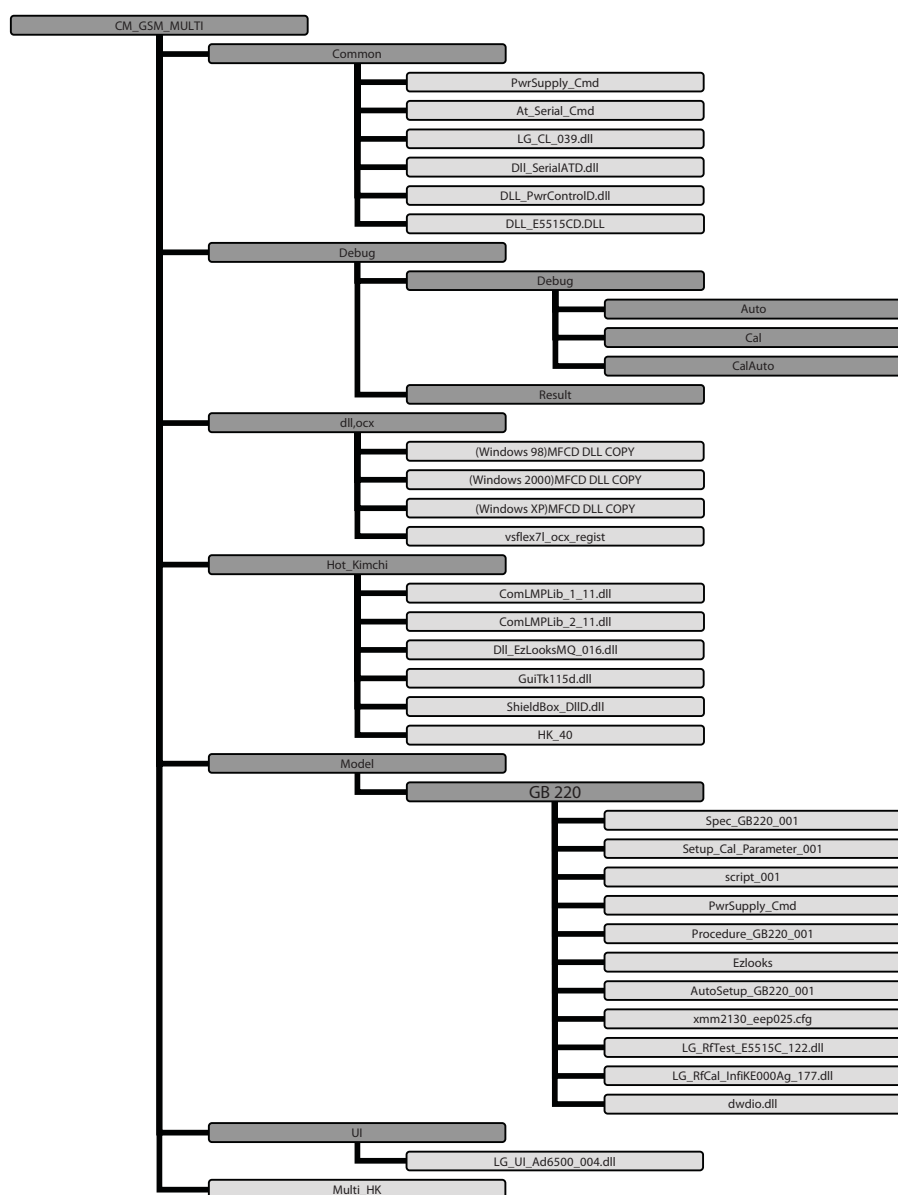 CM_GSM_MULTI
Common
PwrSupply_Cmd
At_Serial_Cmd
LG_CL_039.dll
Dll_SerialATD.dll
DLL_PwrControlD.dll
DLL_E5515CD.DLL
Debug
Debug
Auto
Cal
CalAuto
Result
dll,ocx
(Windows 98)MFCD DLL COPY
(Windows 2000)MFCD DLL COPY
(Windows XP)MFCD DLL COPY
vsflex7l_ocx_regist
Hot_Kimchi
ComLMPLib_1_11.dll
ComLMPLib_2_11.dll
Dll_EzLooksMQ_016.dll
GuiTk115d.dll
ShieldBox_DllD.dll
HK_40
Model
GB 220
Spec_GB220_001
Setup_Cal_Parameter_001
script_001
PwrSupply_Cmd
Procedure_GB220_001
Ezlooks
AutoSetup_GB220_001
xmm2130_eep025.cfg
LG_RfTest_E5515C_122.dll
LG_RfCal_InfiKE000Ag_177.dll
dwdio.dll
UI
LG_UI_Ad6500_004.dll
Multi_HK